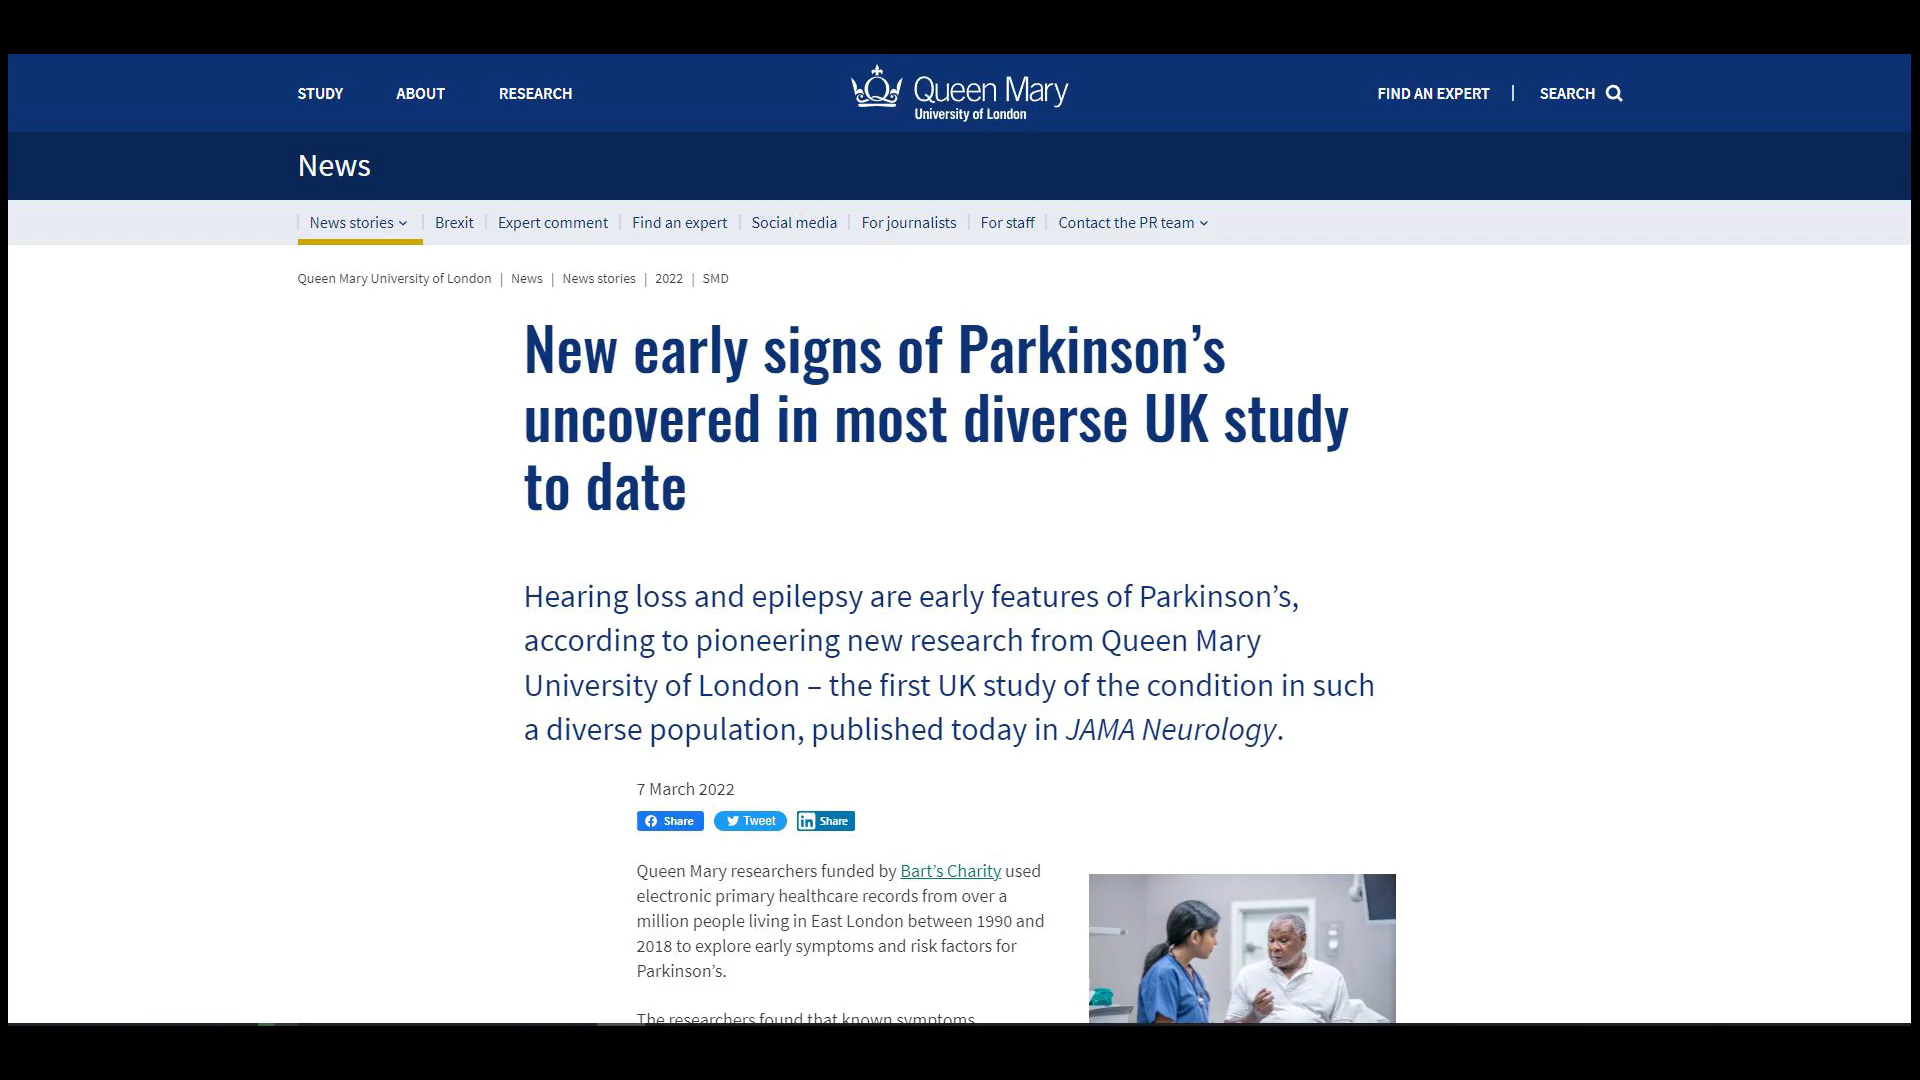 STUDY ABOUT RESEARCH
Queen Mary
University of London
FIND AN EXPERT | SEARCH
News
News stories | Brexit | Expert comment | Find an expert | Social media | For journalists | For staff | Contact the PR team
Queen Mary University of London | News | News stories | 2022 | SMD
New early signs of Parkinson’s
uncovered in most diverse UK study
to date
Hearing loss and epilepsy are early features of Parkinson’s,
according to pioneering new research from Queen Mary
University of London – the first UK study of the condition in such
a diverse population, published today in JAMA Neurology.
7 March 2022
Share Tweet Share
Queen Mary researchers funded by Bart’s Charity used
electronic primary healthcare records from over a
million people living in East London between 1990 and
2018 to explore early symptoms and risk factors for
Parkinson’s.
The researchers found that known symptoms